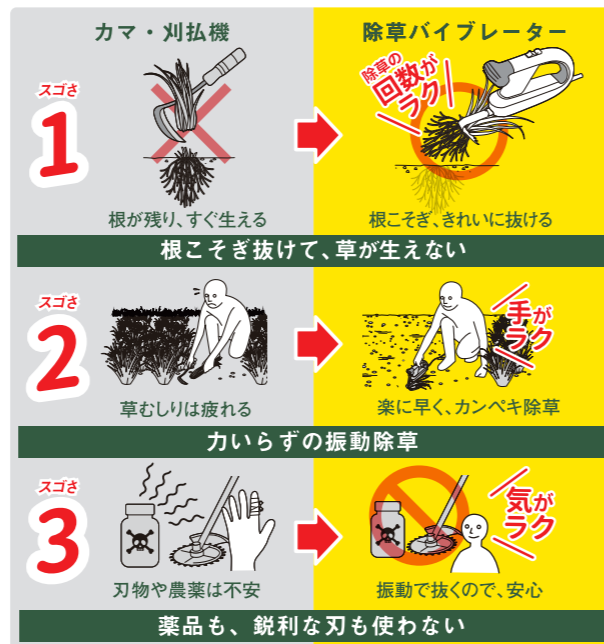 カマ・刈払機
除草バイブレーター
スゴさ
1
除草の
回数が
ラク
根が残り、すぐ生える
根こそぎ、きれいに抜ける
根こそぎ抜けて、草が生えない
スゴさ
2
手が
ラク
草むしりは疲れる
楽に早く、カンペキ除草
力いらずの振動除草
スゴさ
3
気が
ラク
刃物や農薬は不安
振動で抜くので、安心
薬品も、鋭利な刃も使わない